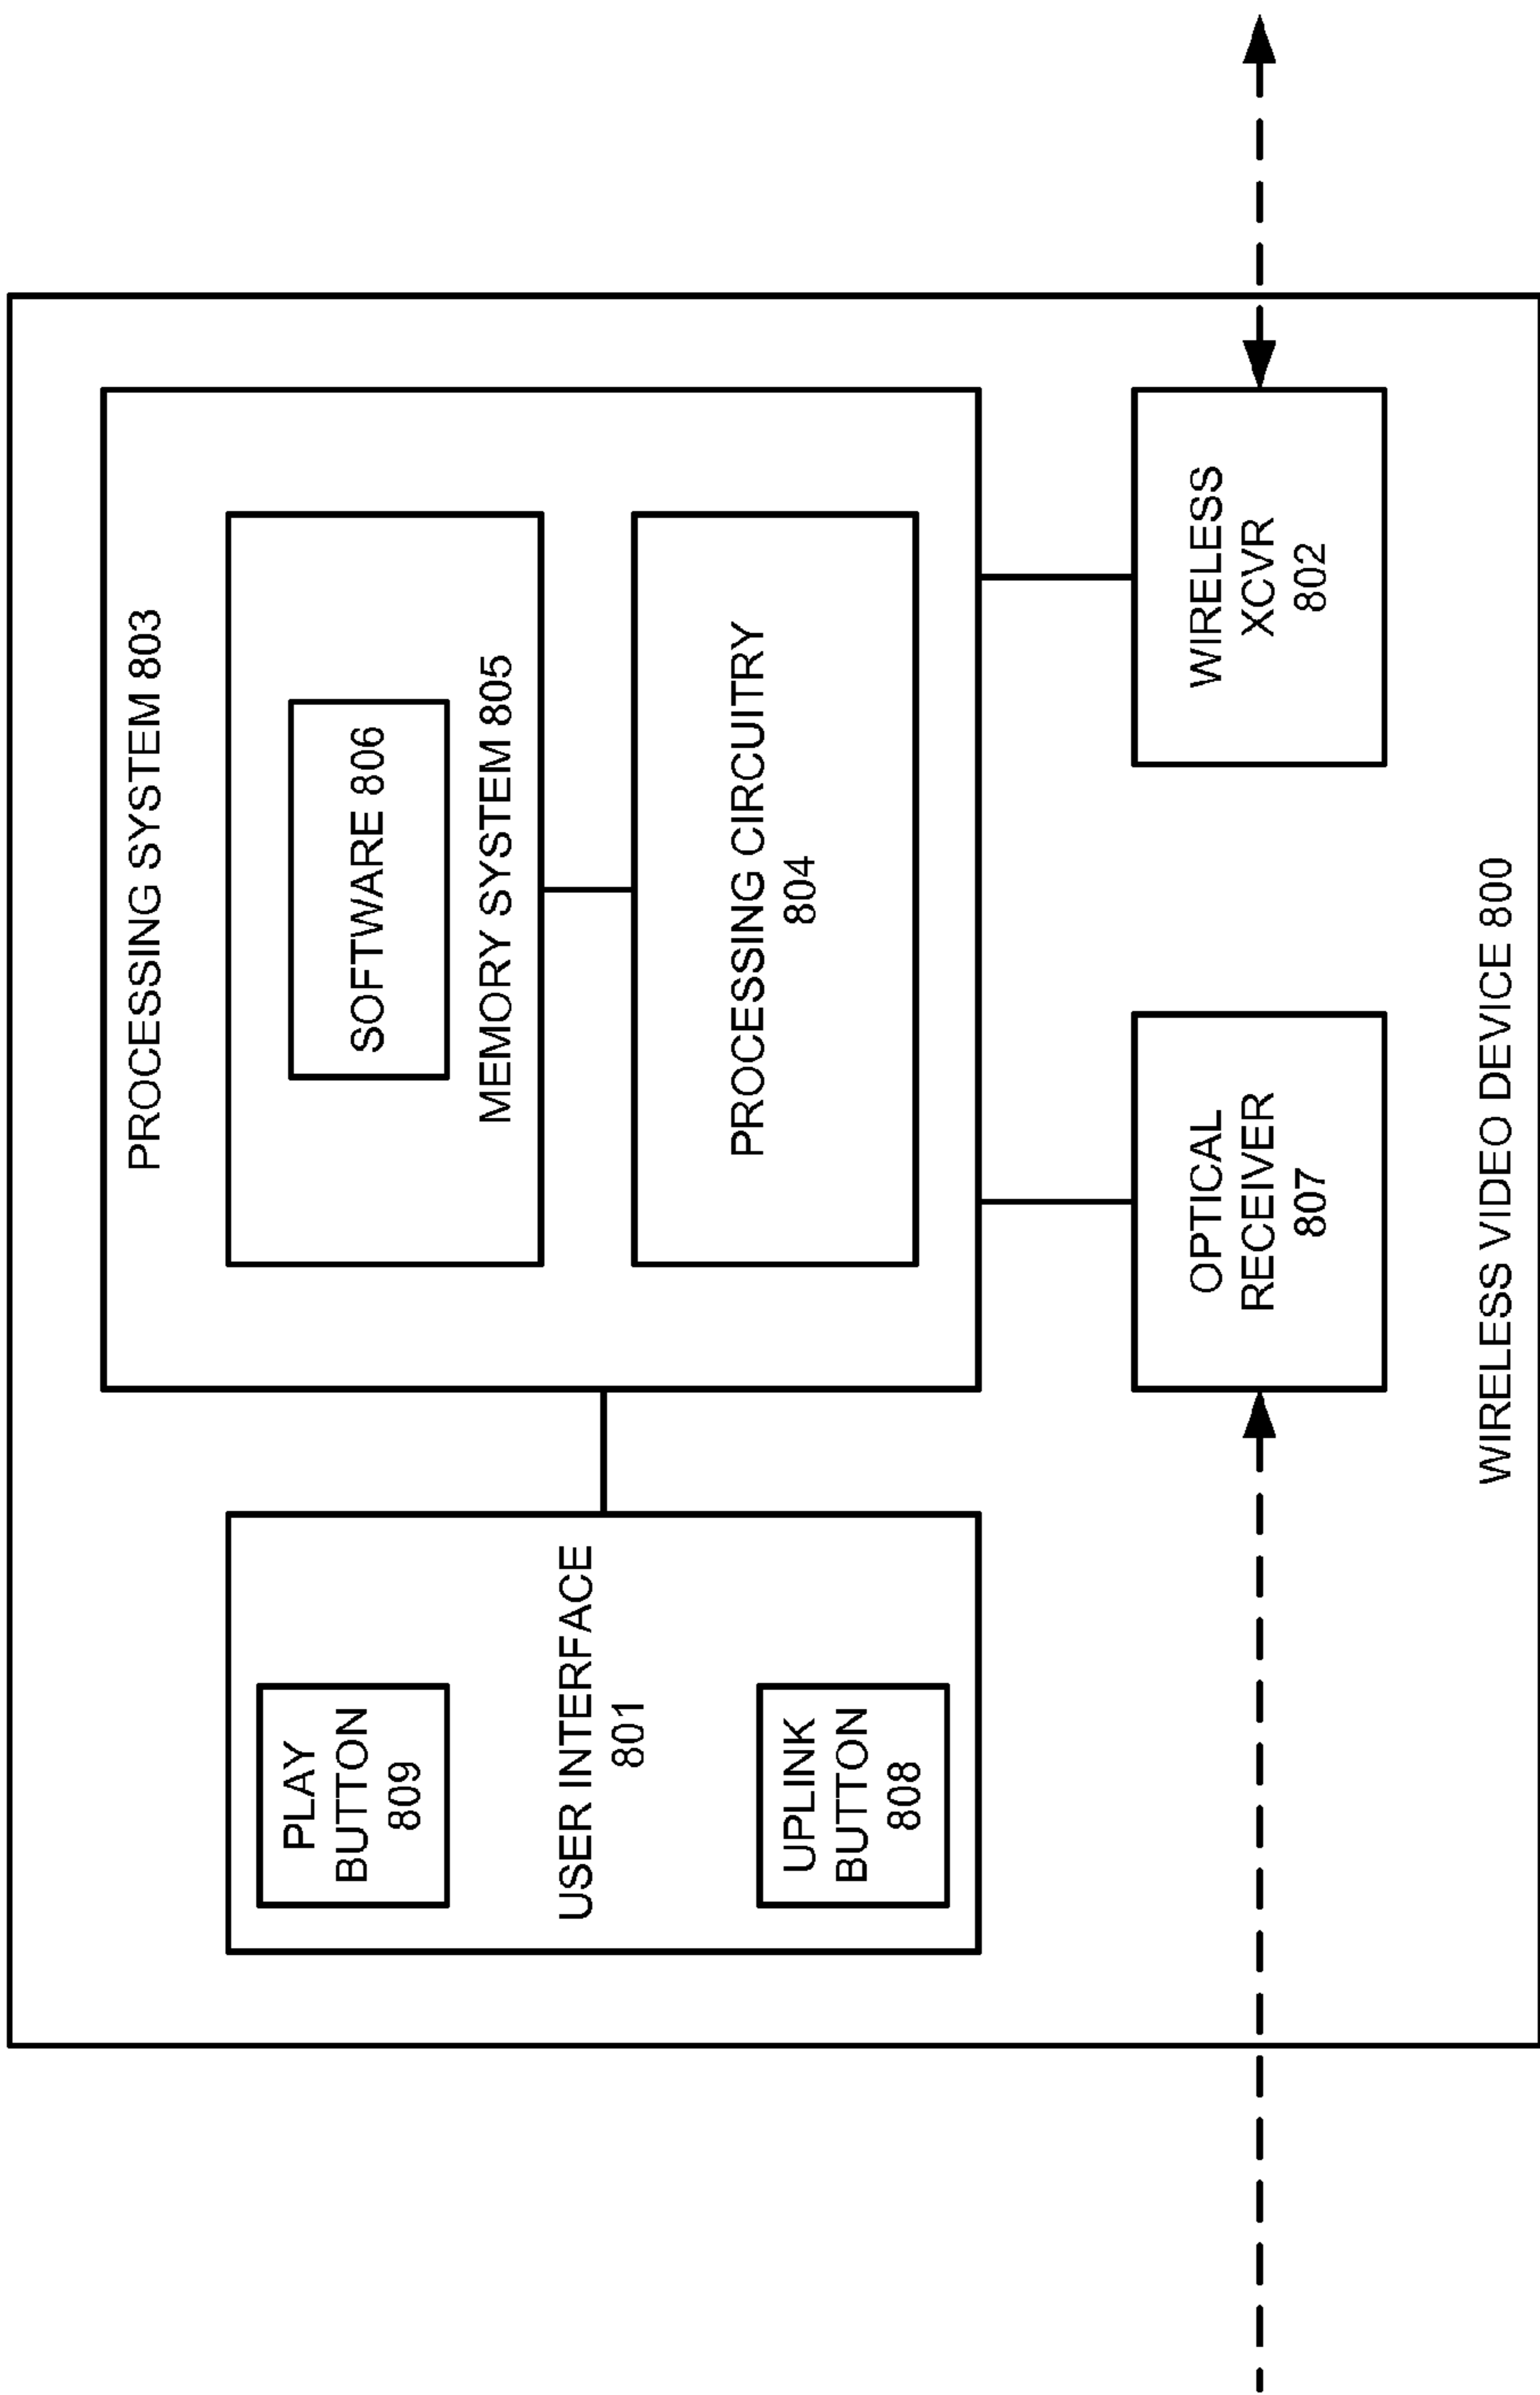 PROCESSING SYSTEM 803
SOFTWARE 806
MEMORY SYSTEM 805
PROCESSING CIRCUITRY
804
PLAY
BUTTON
809
USER INTERFACE
801
UPLINK
BUTTON
808
OPTICAL
RECEIVER
807
WIRELESS
XCVR
802
WIRELESS VIDEO DEVICE 800